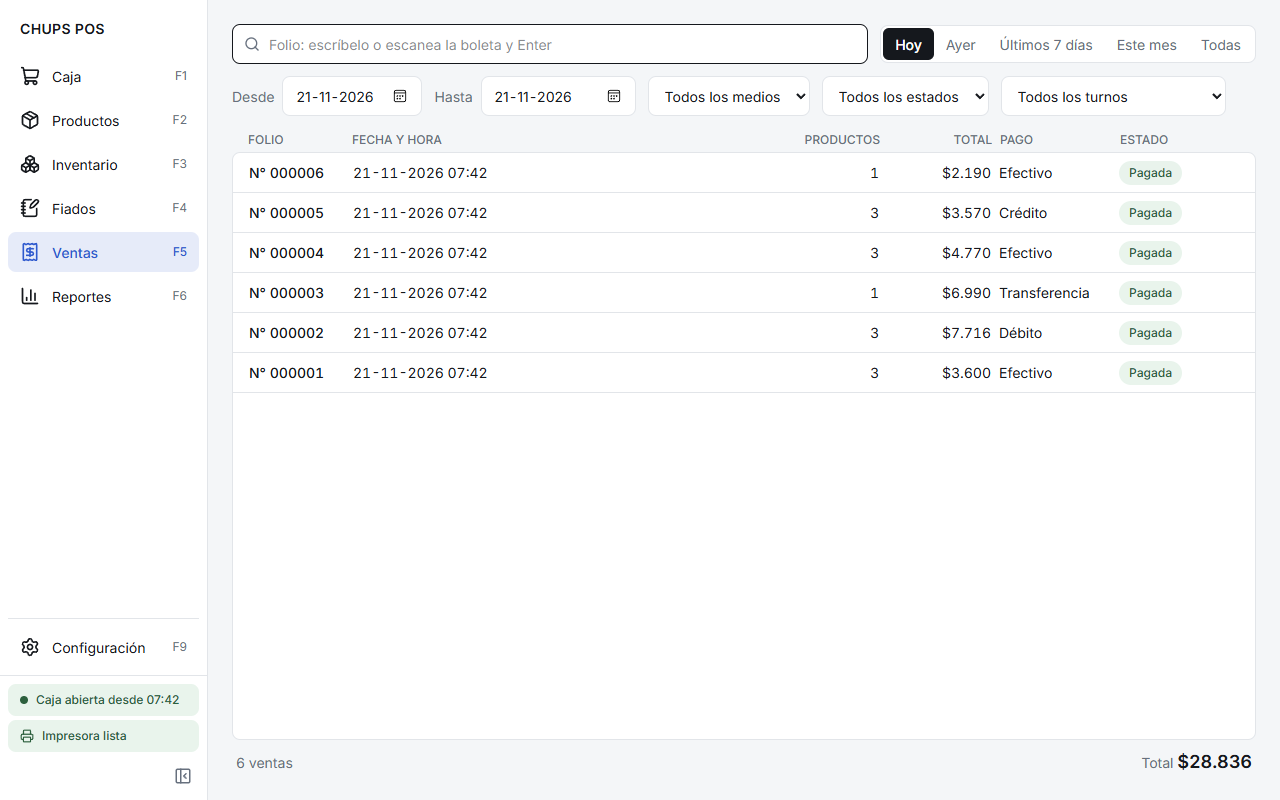 CHUPS POS
Caja F1
Productos F2
Inventario F3
Fiados F4
Ventas F5
Reportes F6
Configuración F9
Caja abierta desde 07:42
Impresora lista
Folio: escríbelo o escanea la boleta y Enter
Hoy Ayer Últimos 7 días Este mes Todas
Desde 21-11-2026 Hasta 21-11-2026 Todos los medios Todos los estados Todos los turnos
FOLIO FECHA Y HORA PRODUCTOS TOTAL PAGO ESTADO
N° 000006 21-11-2026 07:42 1 $2.190 Efectivo Pagada
N° 000005 21-11-2026 07:42 3 $3.570 Crédito Pagada
N° 000004 21-11-2026 07:42 3 $4.770 Efectivo Pagada
N° 000003 21-11-2026 07:42 1 $6.990 Transferencia Pagada
N° 000002 21-11-2026 07:42 3 $7.716 Débito Pagada
N° 000001 21-11-2026 07:42 3 $3.600 Efectivo Pagada
6 ventas Total $28.836